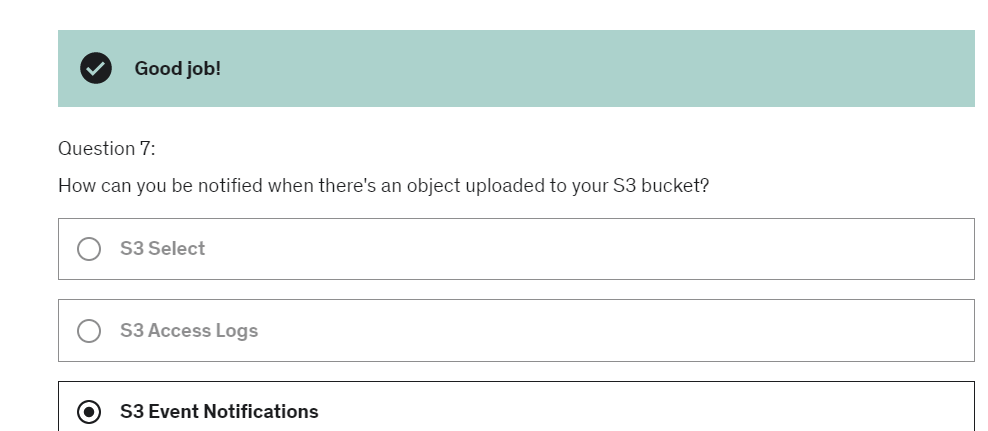 Good job!
Question 7:
How can you be notified when there's an object uploaded to your S3 bucket?
S3 Select
S3 Access Logs
S3 Event Notifications